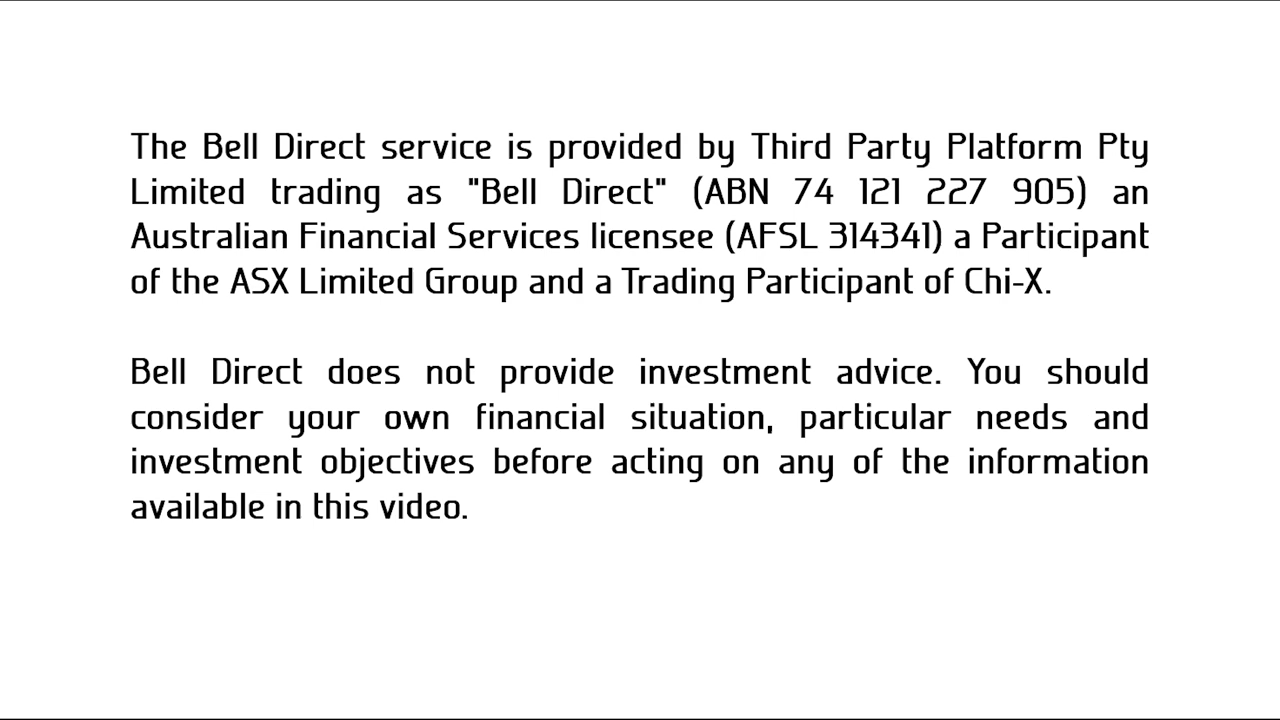 The Bell Direct service is provided by Third Party Platform Pty
Limited trading as "Bell Direct" (ABN 74 121 227 905) an
Australian Financial Services licensee (AFSL 314341) a Participant
of the ASX Limited Group and a Trading Participant of Chi-X.
Bell Direct does not provide investment advice. You should
consider your own financial situation, particular needs and
investment objectives before acting on any of the information
available in this video.